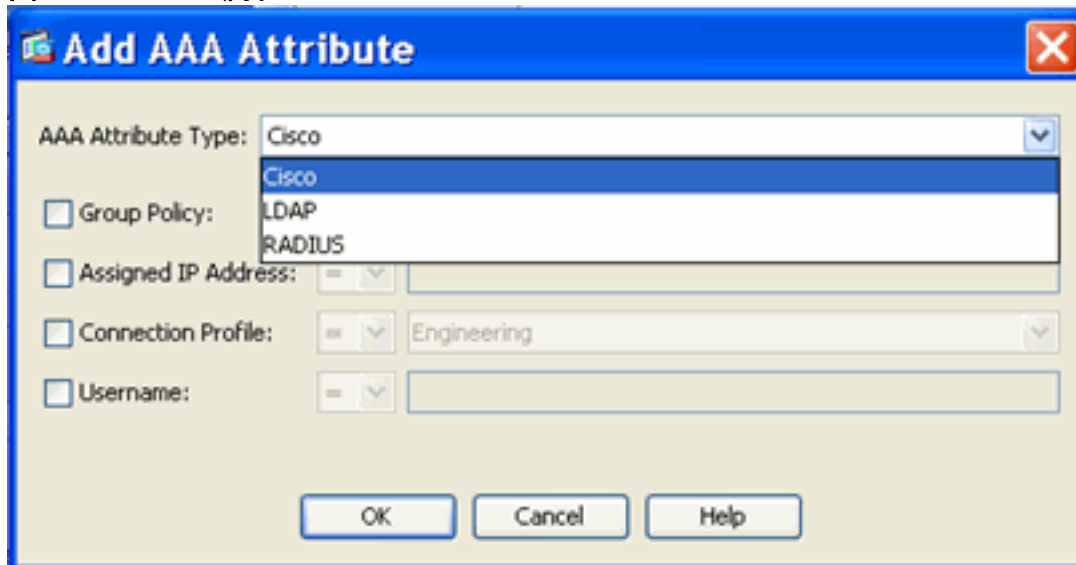 Add AAA Attribute
AAA Attribute Type: Cisco
Cisco
Group Policy: LDAP
RADIUS
Assigned IP Address: =
Connection Profile: = Engineering
Username: =
OK Cancel Help